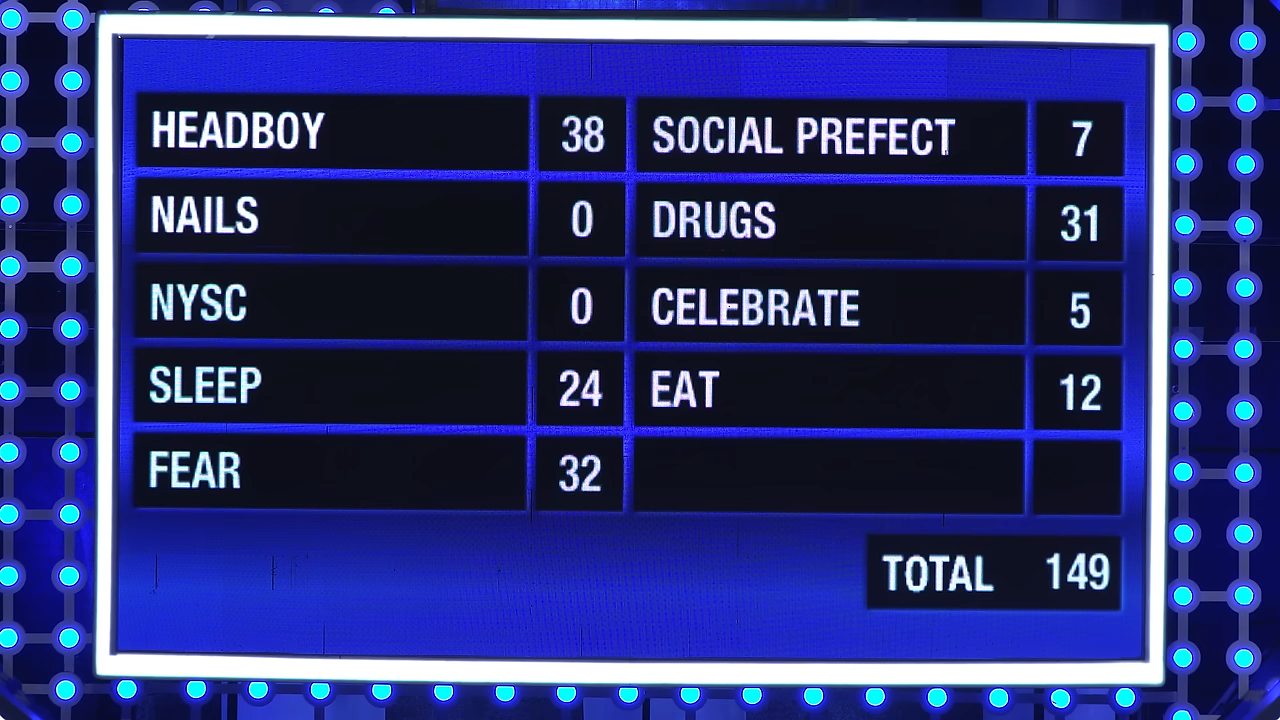 HEADBOY 38
NAILS 0
NYSC 0
SLEEP 24
FEAR 32
SOCIAL PREFECT 7
DRUGS 31
CELEBRATE 5
EAT 12
TOTAL 149